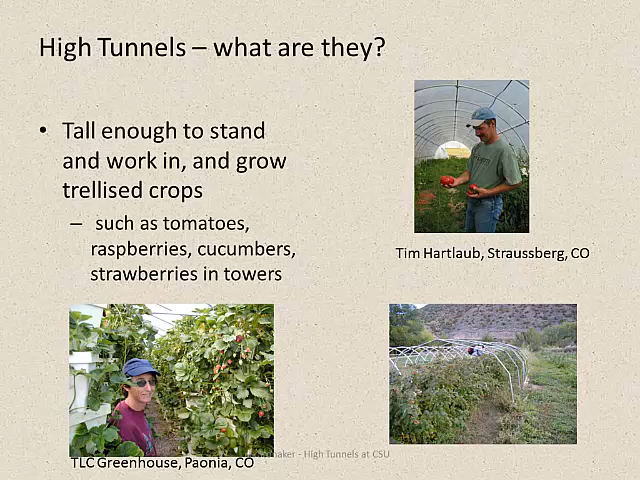 High Tunnels – what are they?
• Tall enough to stand
and work in, and grow
trellised crops
– such as tomatoes,
raspberries, cucumbers,
strawberries in towers
Tim Hartlaub, Straussberg, CO
maker - High Tunnels at CSU
TLC Greenhouse, Paonia, CO